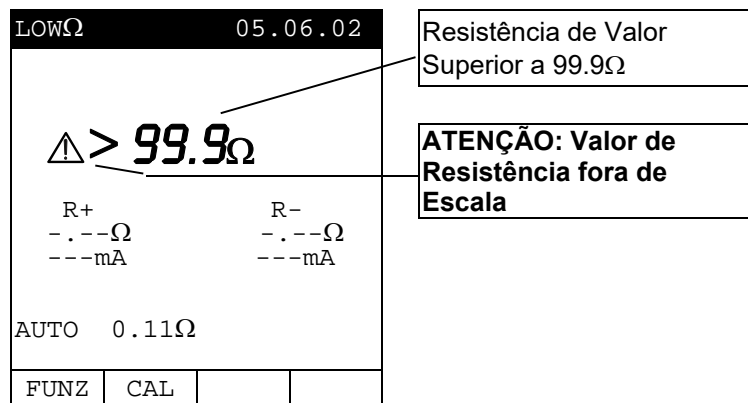 LOWΩ 05.06.02
Resistência de Valor
Superior a 99.9Ω
> 99.9Ω
ATENÇÃO: Valor de
Resistência fora de
Escala
R+ R-
-.--Ω -.--Ω
---mA ---mA
AUTO 0.11Ω
FUNZ CAL